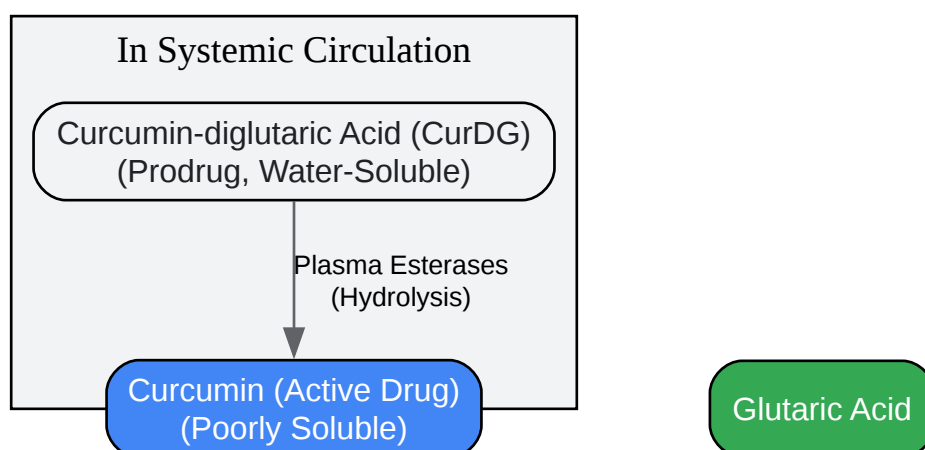 In Systemic Circulation
Curcumin-diglutaric Acid (CurDG)
(Prodrug, Water-Soluble)
Plasma Esterases
(Hydrolysis)
Curcumin (Active Drug)
(Poorly Soluble)
Glutaric Acid